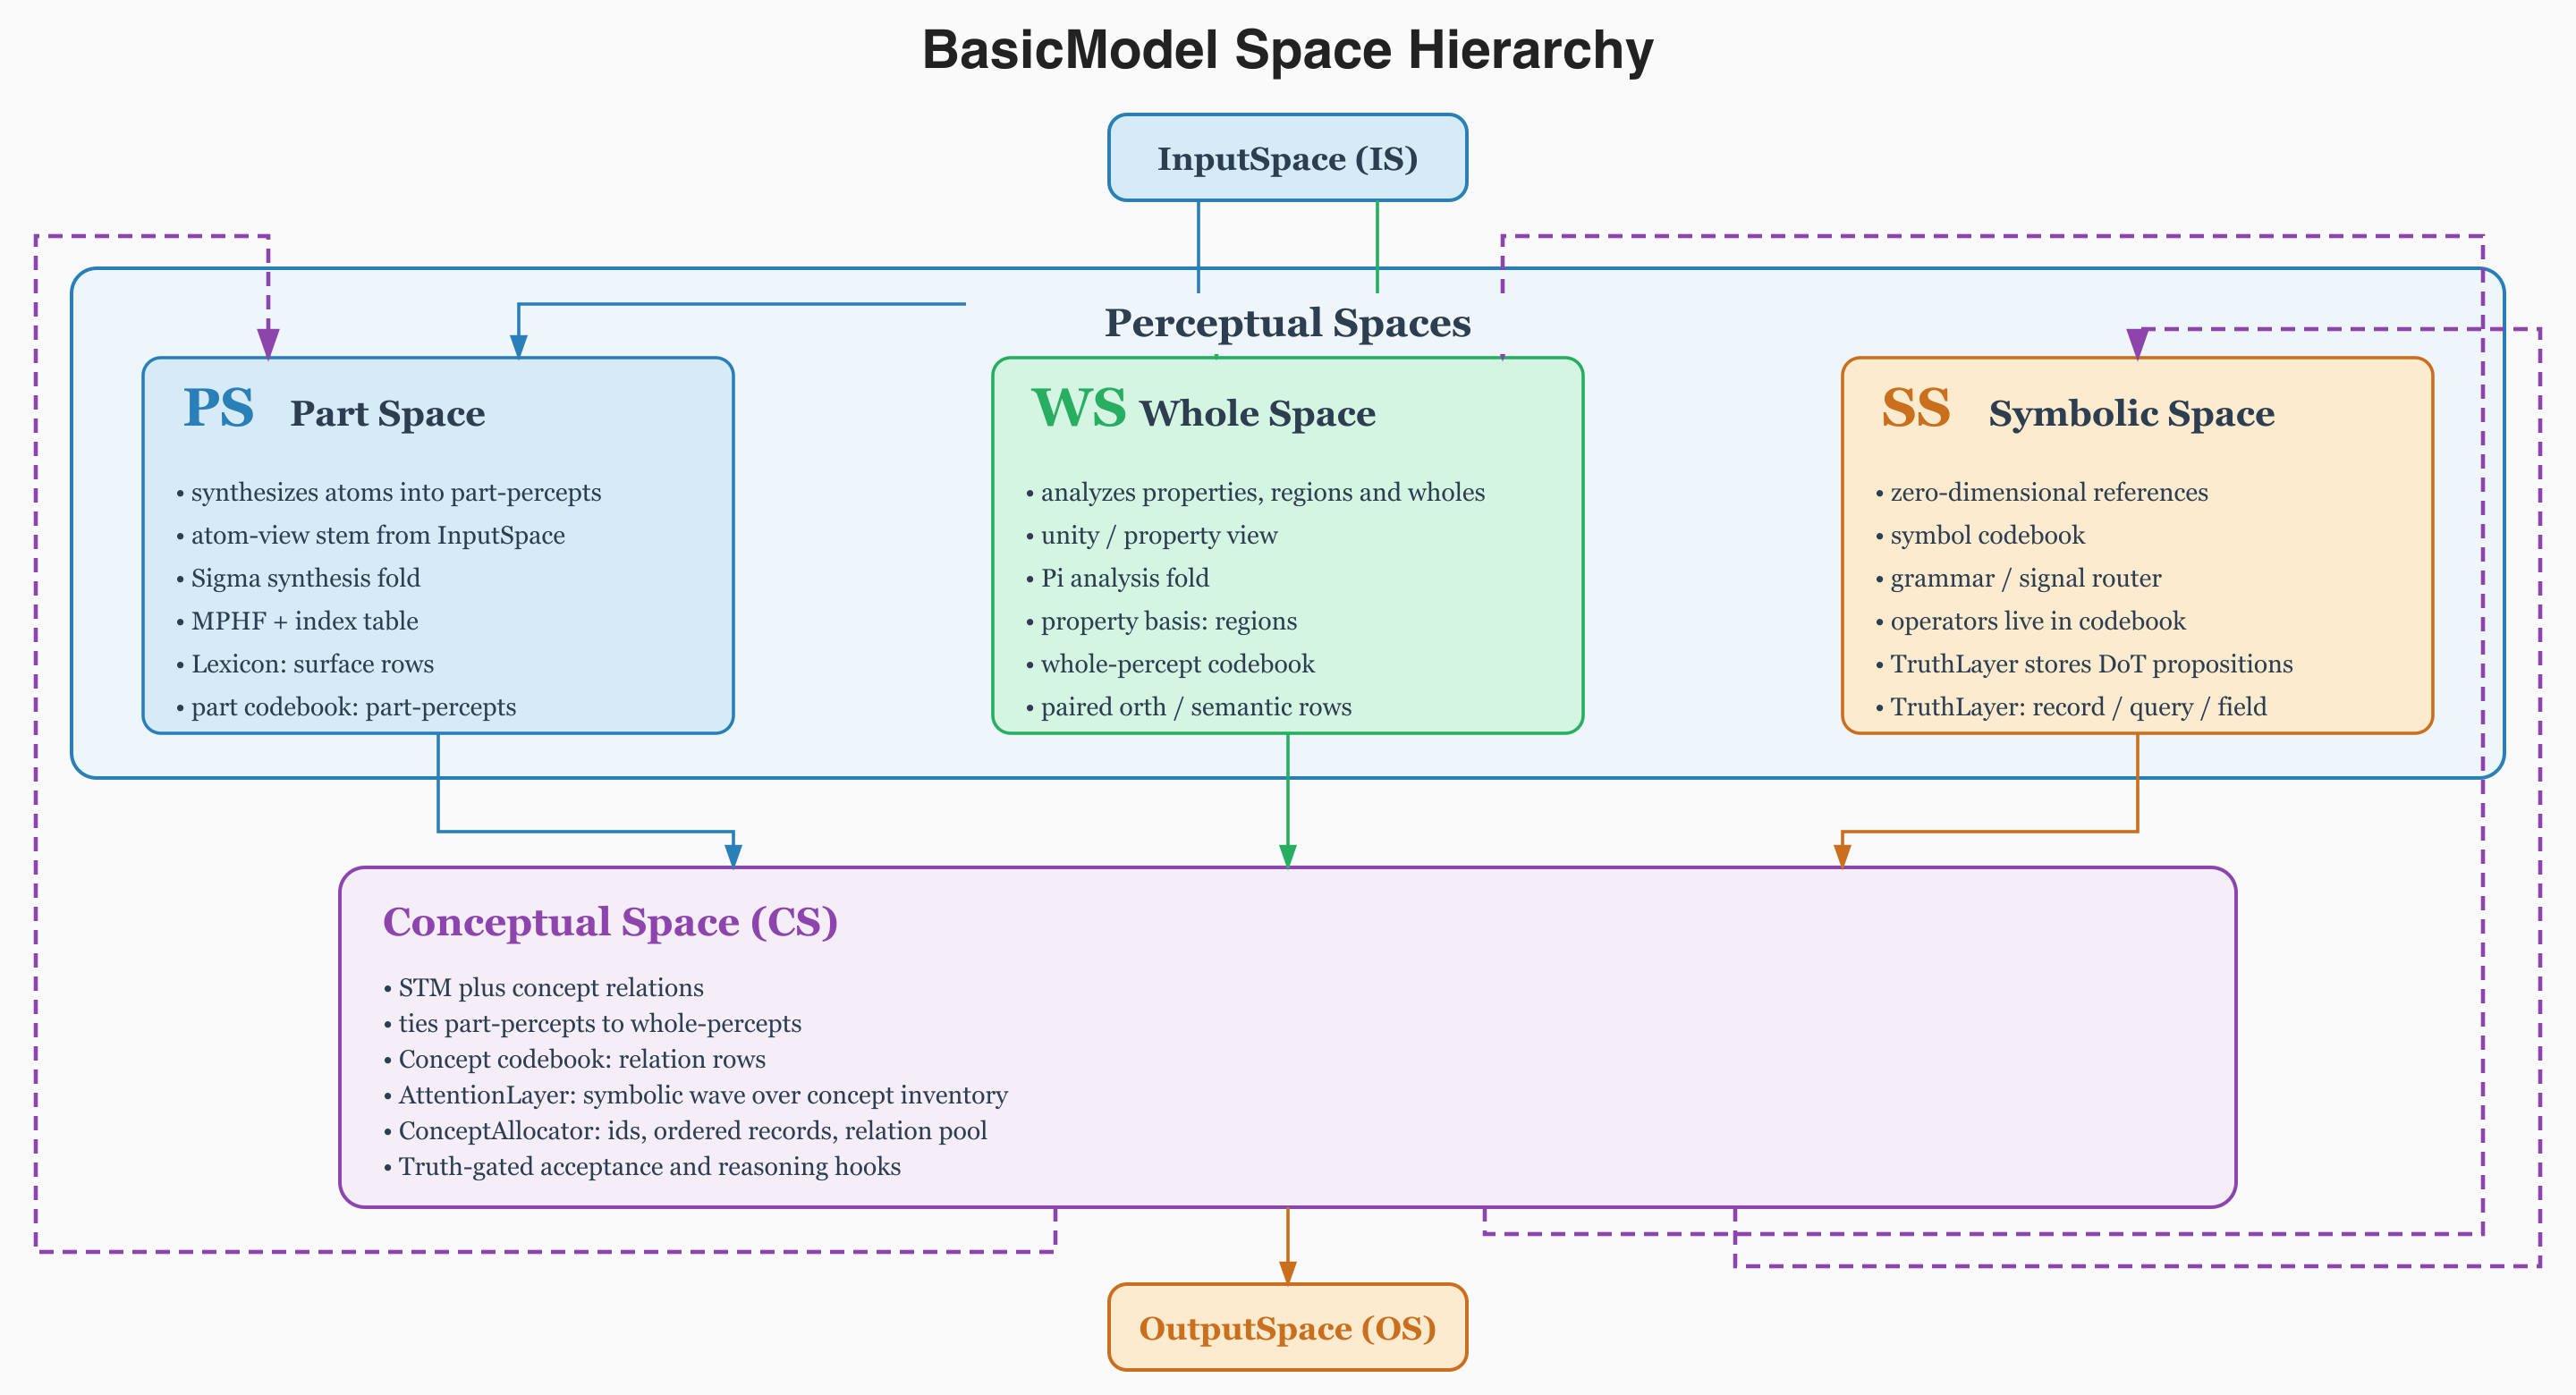 BasicModel Space Hierarchy
InputSpace (IS)
Perceptual Spaces
PS Part Space
• synthesizes atoms into part-percepts
• atom-view stem from InputSpace
• Sigma synthesis fold
• MPHF + index table
• Lexicon: surface rows
• part codebook: part-percepts
WS Whole Space
• analyzes properties, regions and wholes
• unity / property view
• Pi analysis fold
• property basis: regions
• whole-percept codebook
• paired orth / semantic rows
SS Symbolic Space
• zero-dimensional references
• symbol codebook
• grammar / signal router
• operators live in codebook
• TruthLayer stores DoT propositions
• TruthLayer: record / query / field
Conceptual Space (CS)
• STM plus concept relations
• ties part-percepts to whole-percepts
• Concept codebook: relation rows
• AttentionLayer: symbolic wave over concept inventory
• ConceptAllocator: ids, ordered records, relation pool
• Truth-gated acceptance and reasoning hooks
OutputSpace (OS)